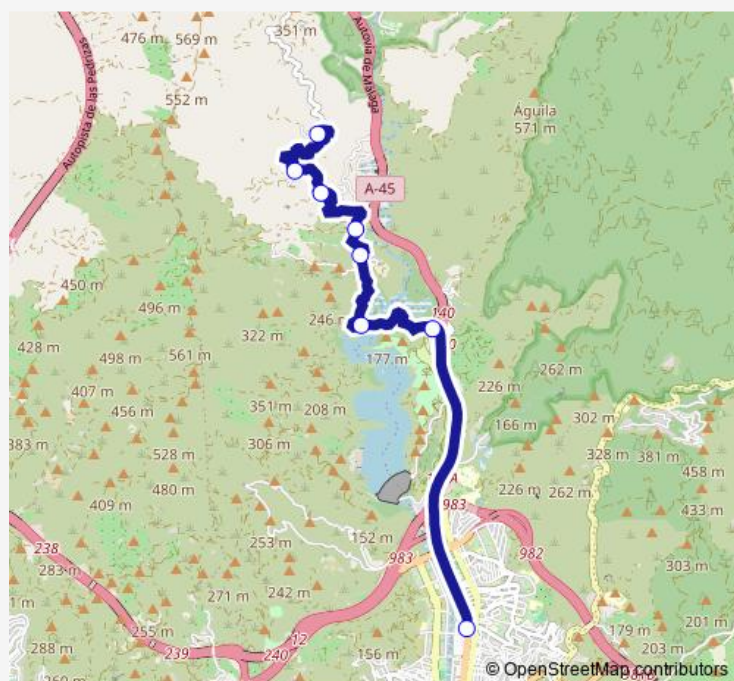 476 m
569 m
351 m
Autovía de Málaga
552 m
Águila
571 m
Autopista de las Pedrizas
A-45
450 m
496 m
246 m
140
428 m
322 m
498 m
561 m
177 m
226 m
262 m
407 m
351 m
208 m
166 m
302 m
383 m
456 m
306 m
328 m
381 m
528 m
458 m
480 m
226 m
262 m
433 m
409 m
983
238
253 m
152 m
983
982
283 m
271 m
242 m
303 m
255 m
12
179 m
201 m
288 m
239
240
156 m
203 m
© OpenStreetMap contributors